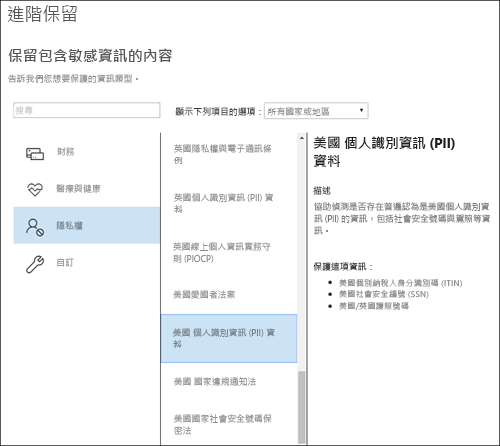 進階保留
保留包含敏感資訊的內容
告訴我們您想要保護的資訊類型。
搜尋
顯示下列項目的選項：
所有國家或地區
財務
醫療與健康
隱私權
自訂
英國隱私權與電子通訊條
例
英國個人識別資訊 (PII) 資
料
英國線上個人資訊實務守
則 (PIOCP)
美國愛國者法案
美國 個人識別資訊 (PII) 資
料
美國 國家違規通知法
美國國家社會安全號碼保
密法
美國 個人識別資訊 (PII)
資料
描述
協助偵測是否存在普遍認為是美國個人識別資
訊 (PII) 的資訊，包括社會安全號碼與駕照等資
訊。
保護這項資訊：
美國個別納稅人身分識別碼 (ITIN)
美國社會安全編號 (SSN)
美國/英國護照號碼